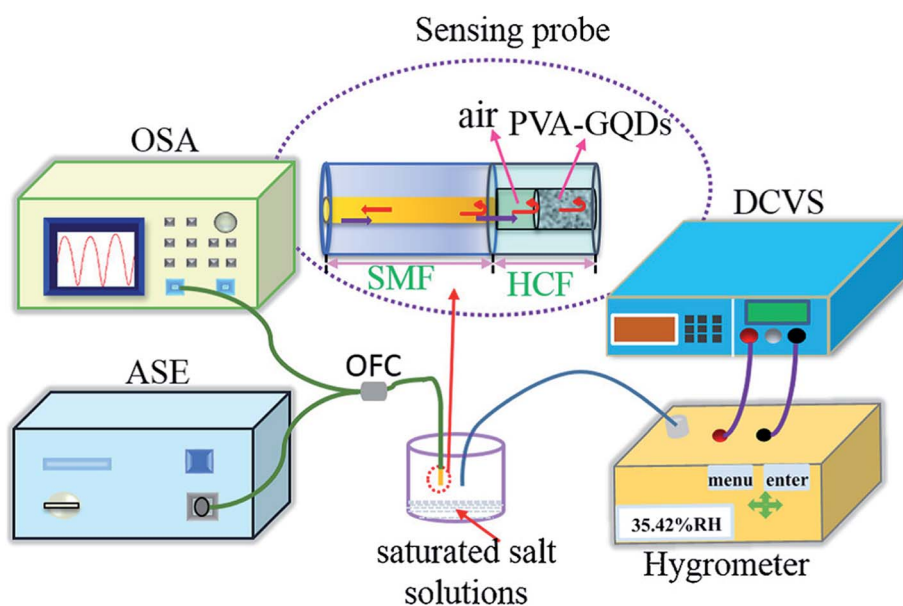 Sensing probe
OSA
air
PVA-GQDs
DCVS
SMF
HCF
ASE
OFC
menu
enter
35.42%RH
saturated salt
solutions
Hygrometer